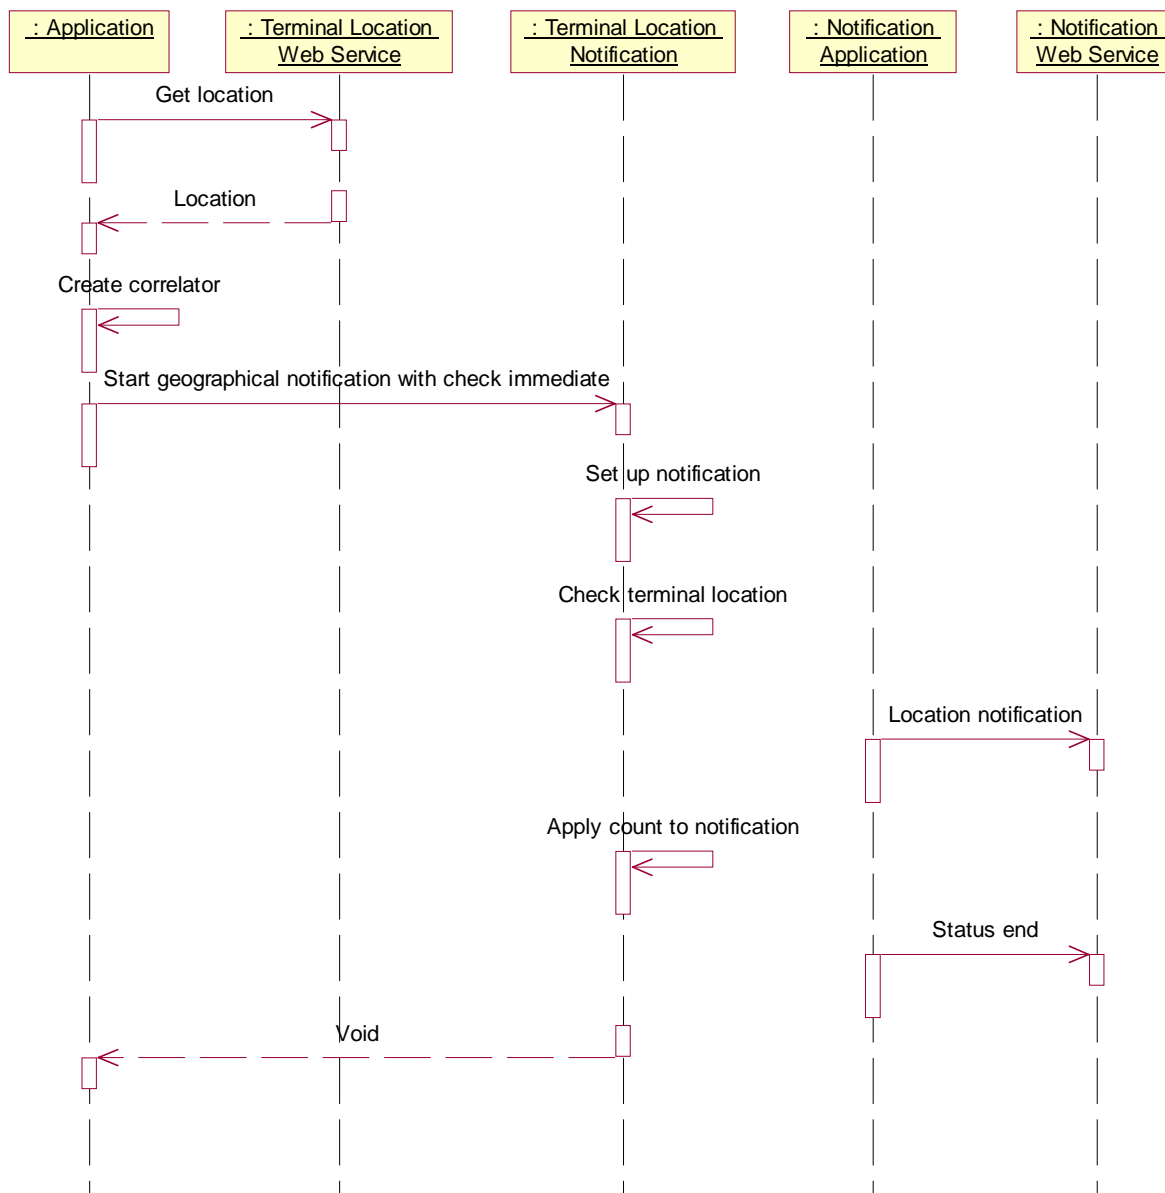 : Application
: Terminal Location
Web Service
: Terminal Location
Notification
: Notification
Application
: Notification
Web Service
Get location
Location
Create correlator
Start geographical notification with check immediate
Set up notification
Check terminal location
Location notification
Apply count to notification
Status end
Void